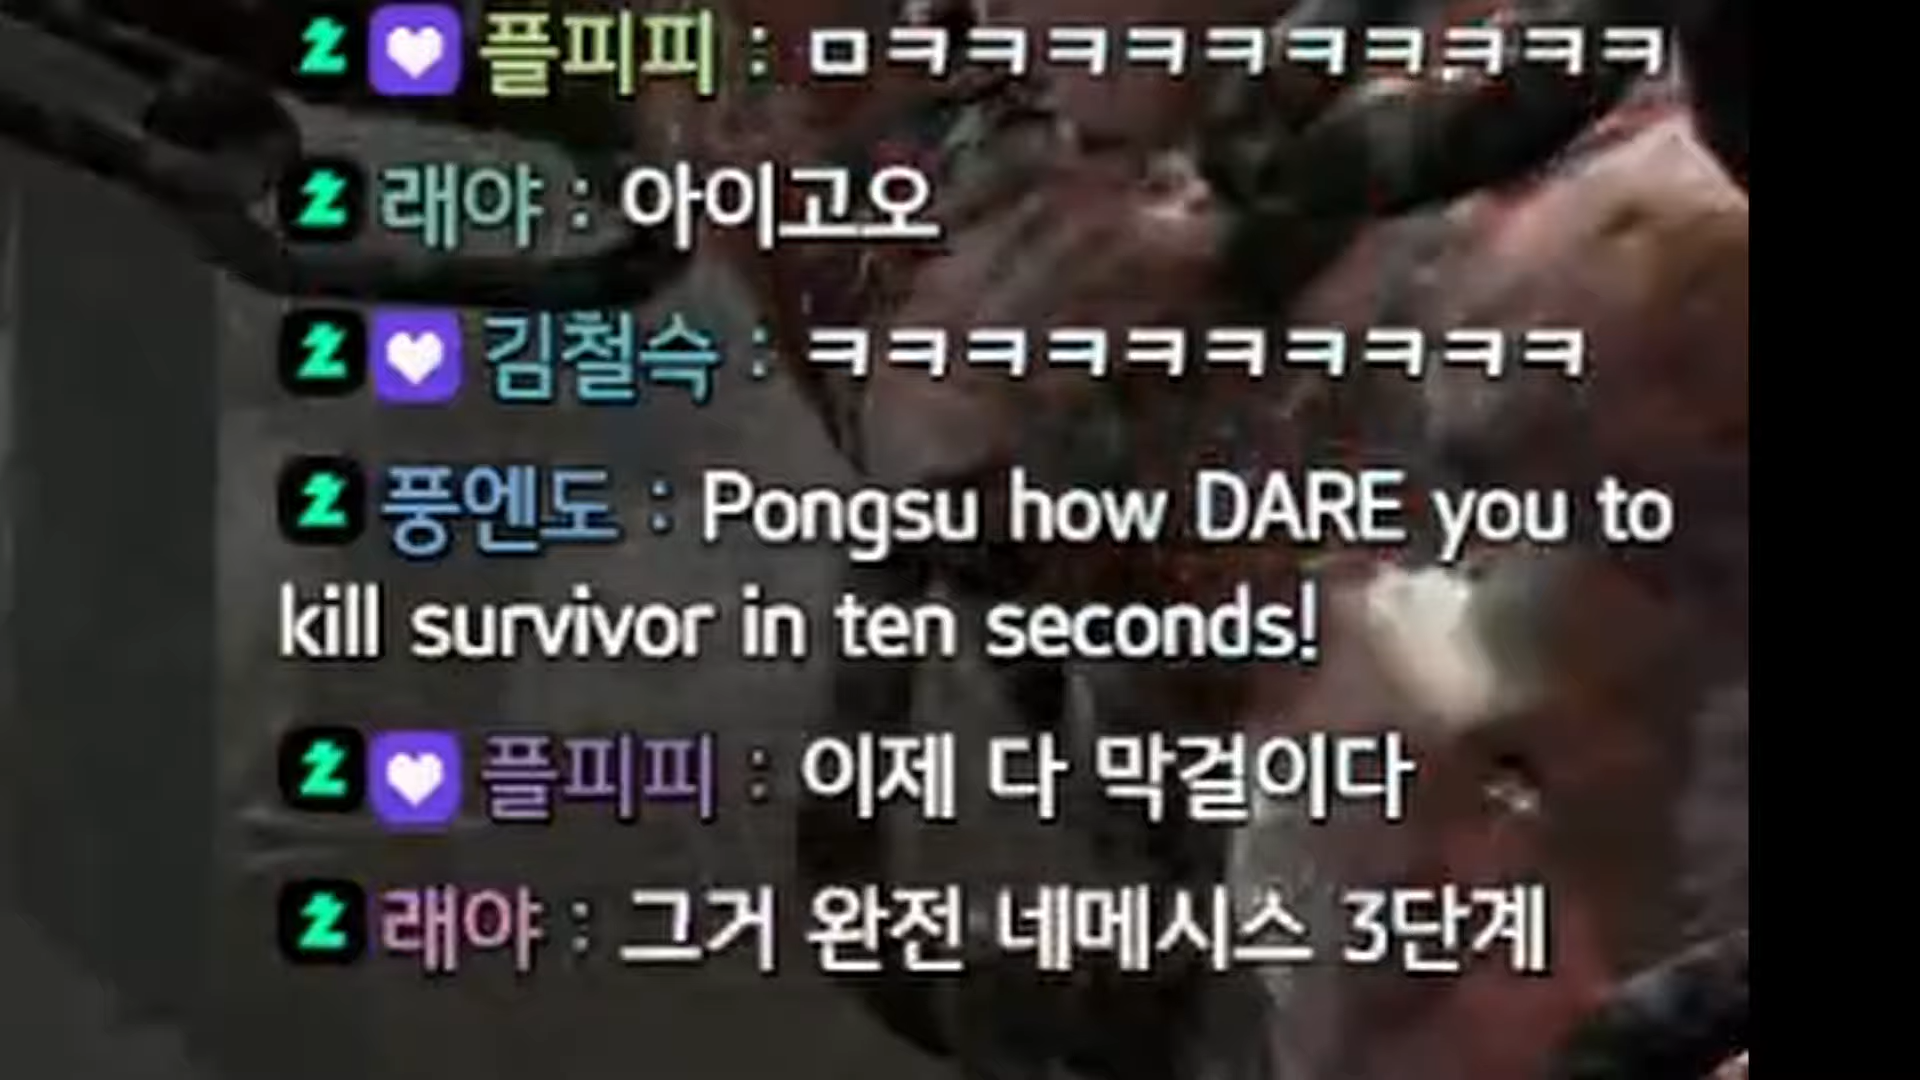 플피피 : ㅁㅋㅋㅋㅋㅋㅋㅋㅋㅋㅋ
래야 : 아이고오
김철슥 : ㅋㅋㅋㅋㅋㅋㅋㅋㅋㅋ
풍엔도 : Pongsu how DARE you to
kill survivor in ten seconds!
플피피 : 이제 다 막걸이다
래야 : 그거 완전 네메시스 3단계